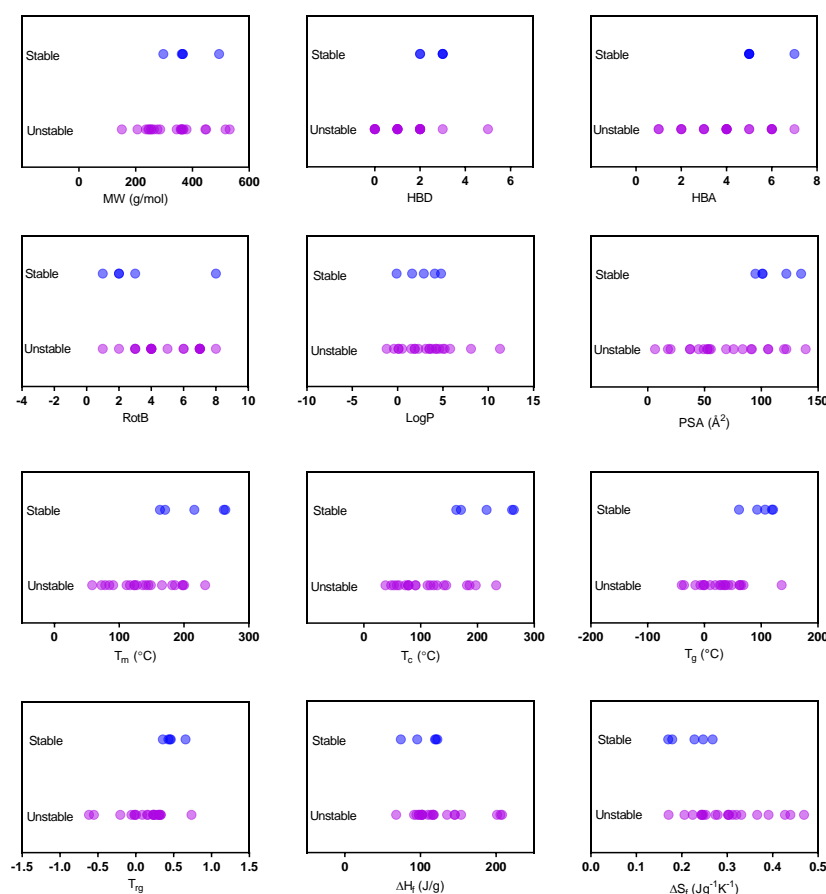 Stable
Unstable
0 200 400 600
MW (g/mol)
Stable
Unstable
0 2 4 6
HBD
Stable
Unstable
0 2 4 6 8
HBA
Stable
Unstable
-4 -2 0 2 4 6 8 10
RotB
Stable
Unstable
-10 -5 0 5 10 15
LogP
Stable
Unstable
0 50 100 150
PSA (Å²)
Stable
Unstable
0 100 200 300
Tₘ (°C)
Stable
Unstable
0 100 200 300
T꜀ (°C)
Stable
Unstable
-200 -100 0 100 200
Tg (°C)
Stable
Unstable
-1.5 -1.0 -0.5 0.0 0.5 1.0 1.5
Trg
Stable
Unstable
0 100 200
ΔHf (J/g)
Stable
Unstable
0.0 0.1 0.2 0.3 0.4 0.5
ΔSf (Jg⁻¹K⁻¹)